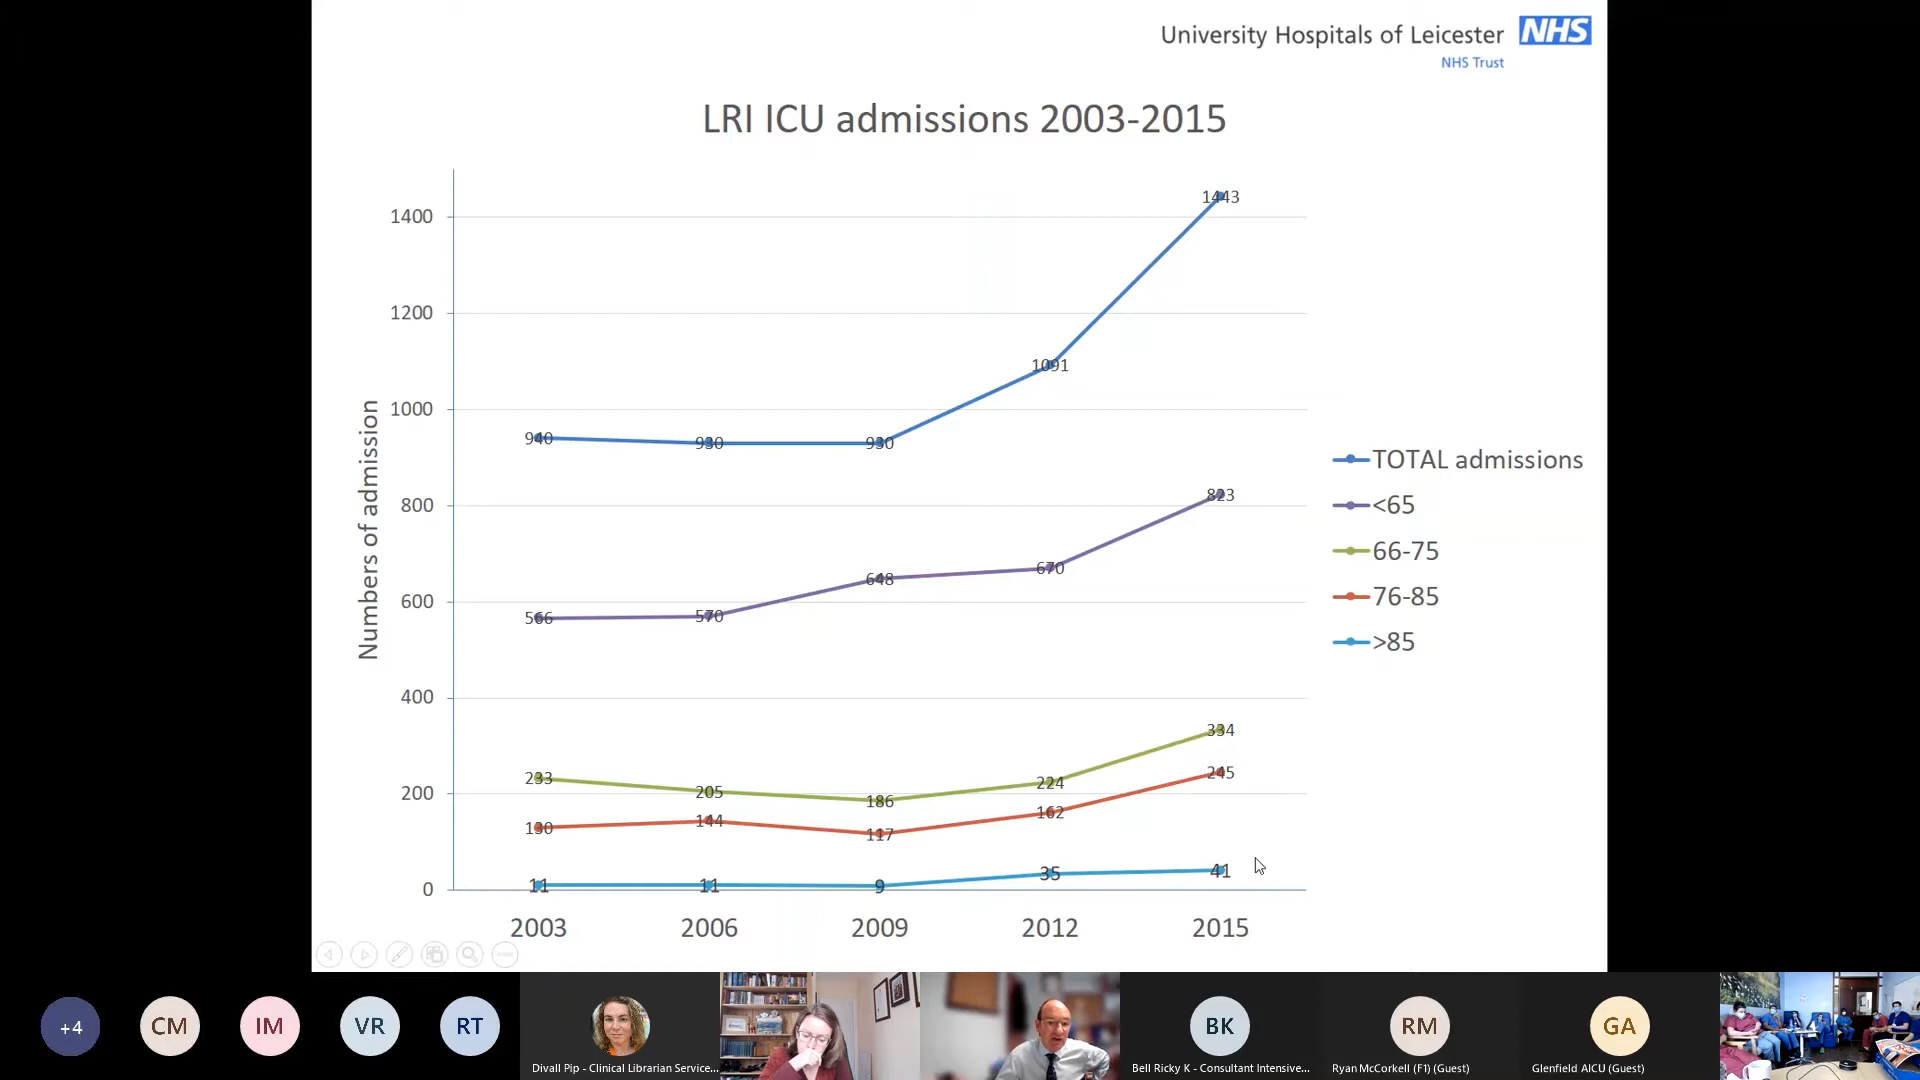 University Hospitals of Leicester NHS
NHS Trust
LRI ICU admissions 2003-2015
Numbers of admission
1400
1200
1000
800
600
400
200
0
1443
1091
940
930
930
823
670
648
566
570
334
233
205
186
224
245
130
144
117
162
11
11
9
35
41
2003
2006
2009
2012
2015
TOTAL admissions
<65
66-75
76-85
>85
+4
CM
IM
VR
RT
BK
RM
GA
Divall Pip - Clinical Librarian Service...
Bell Ricky K - Consultant Intensive...
Ryan McCorkell (F1) (Guest)
Glenfield AICU (Guest)